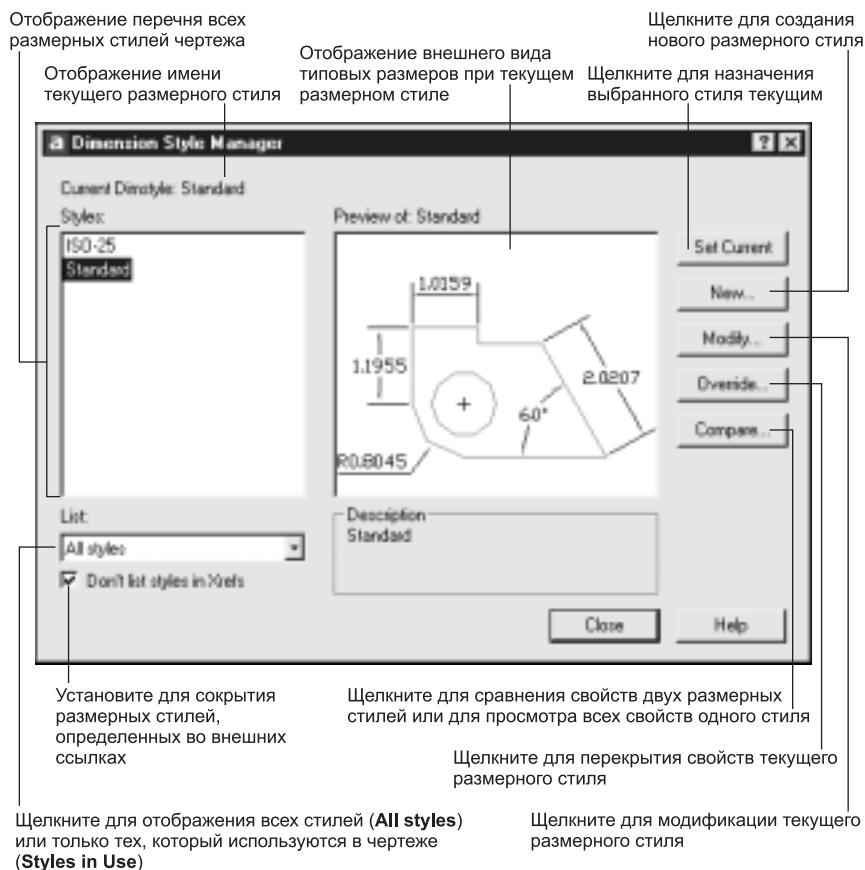 Отображение перечня всех
размерных стилей чертежа
Щелкните для создания
нового размерного стиля
Отображение имени
текущего размерного стиля
Отображение внешнего вида
типовых размеров при текущем
размерном стиле
Щелкните для назначения
выбранного стиля текущим
Dimension Style Manager
Current Dimstyle: Standard
Styles:
ISO-25
Standard
Preview of: Standard
1.0159
1.1955
2.0207
60°
R0.8045
Set Current
New...
Modify...
Override...
Compare...
List:
All styles
Don't list styles in Xrefs
Description
Standard
Close
Help
Установите для сокрытия
размерных стилей,
определенных во внешних
ссылках
Щелкните для сравнения свойств двух размерных
стилей или для просмотра всех свойств одного стиля
Щелкните для перекрытия свойств текущего
размерного стиля
Щелкните для отображения всех стилей (All styles)
или только тех, который используются в чертеже
(Styles in Use)
Щелкните для модификации текущего
размерного стиля